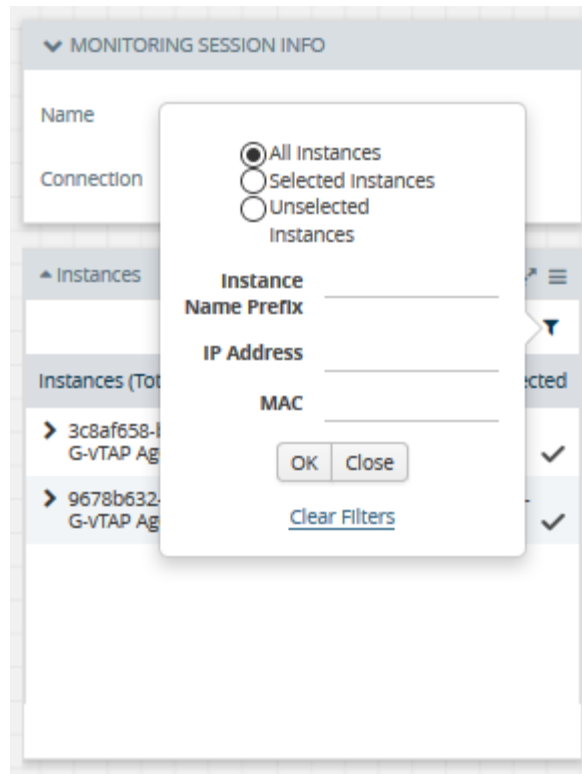 MONITORING SESSION INFO
Name
Connection
All Instances
Selected Instances
Unselected
Instances
Instance
Name Prefix
IP Address
MAC
OK Close
Clear Filters
Instances
Instances (Tot
ected
3c8af658-
G-vTAP Ag
9678b632-
G-vTAP Ag